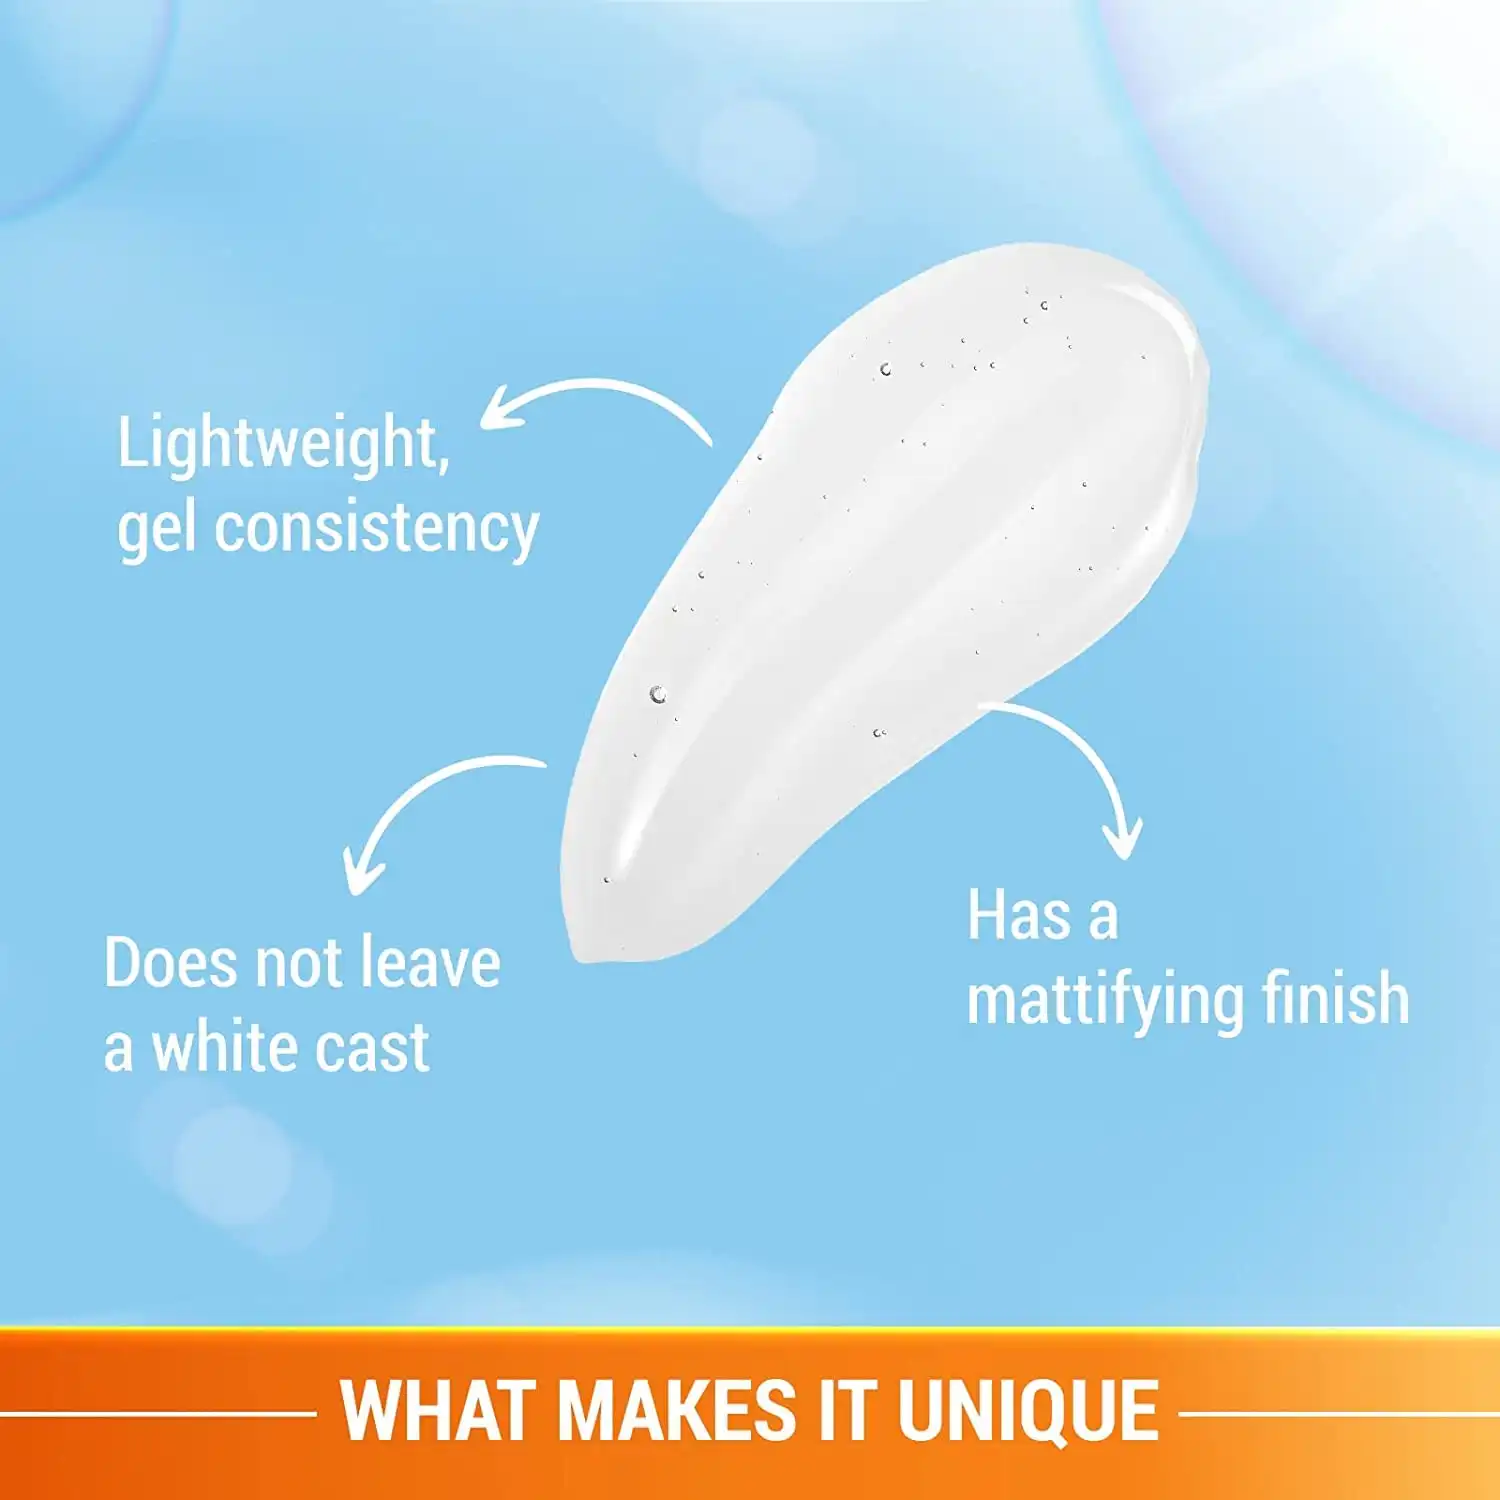 Lightweight,
gel consistency
Does not leave
a white cast
Has a
mattifying finish
WHAT MAKES IT UNIQUE